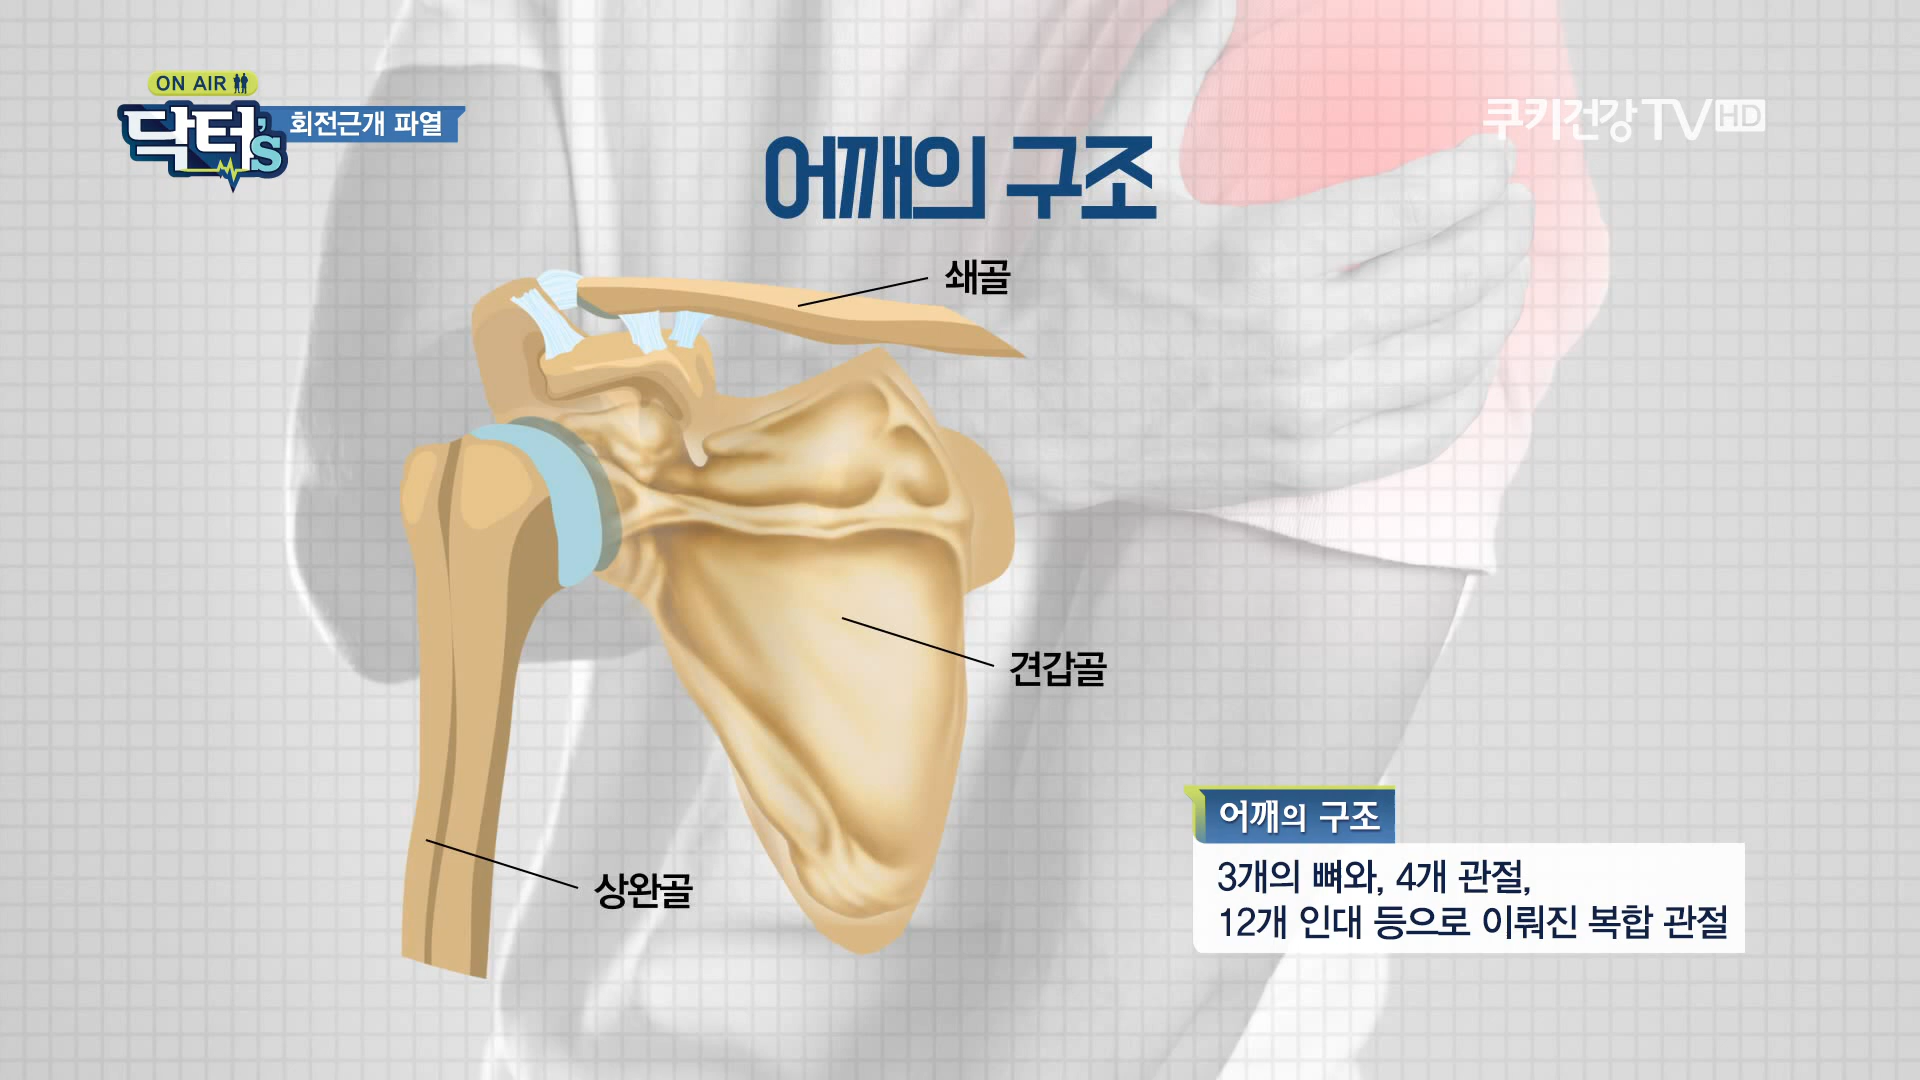 ON AIR
닥터's
회전근개 파열
쿠키건강TV HD
어깨의 구조
쇄골
견갑골
상완골
어깨의 구조
3개의 뼈와, 4개 관절,
12개 인대 등으로 이뤄진 복합 관절